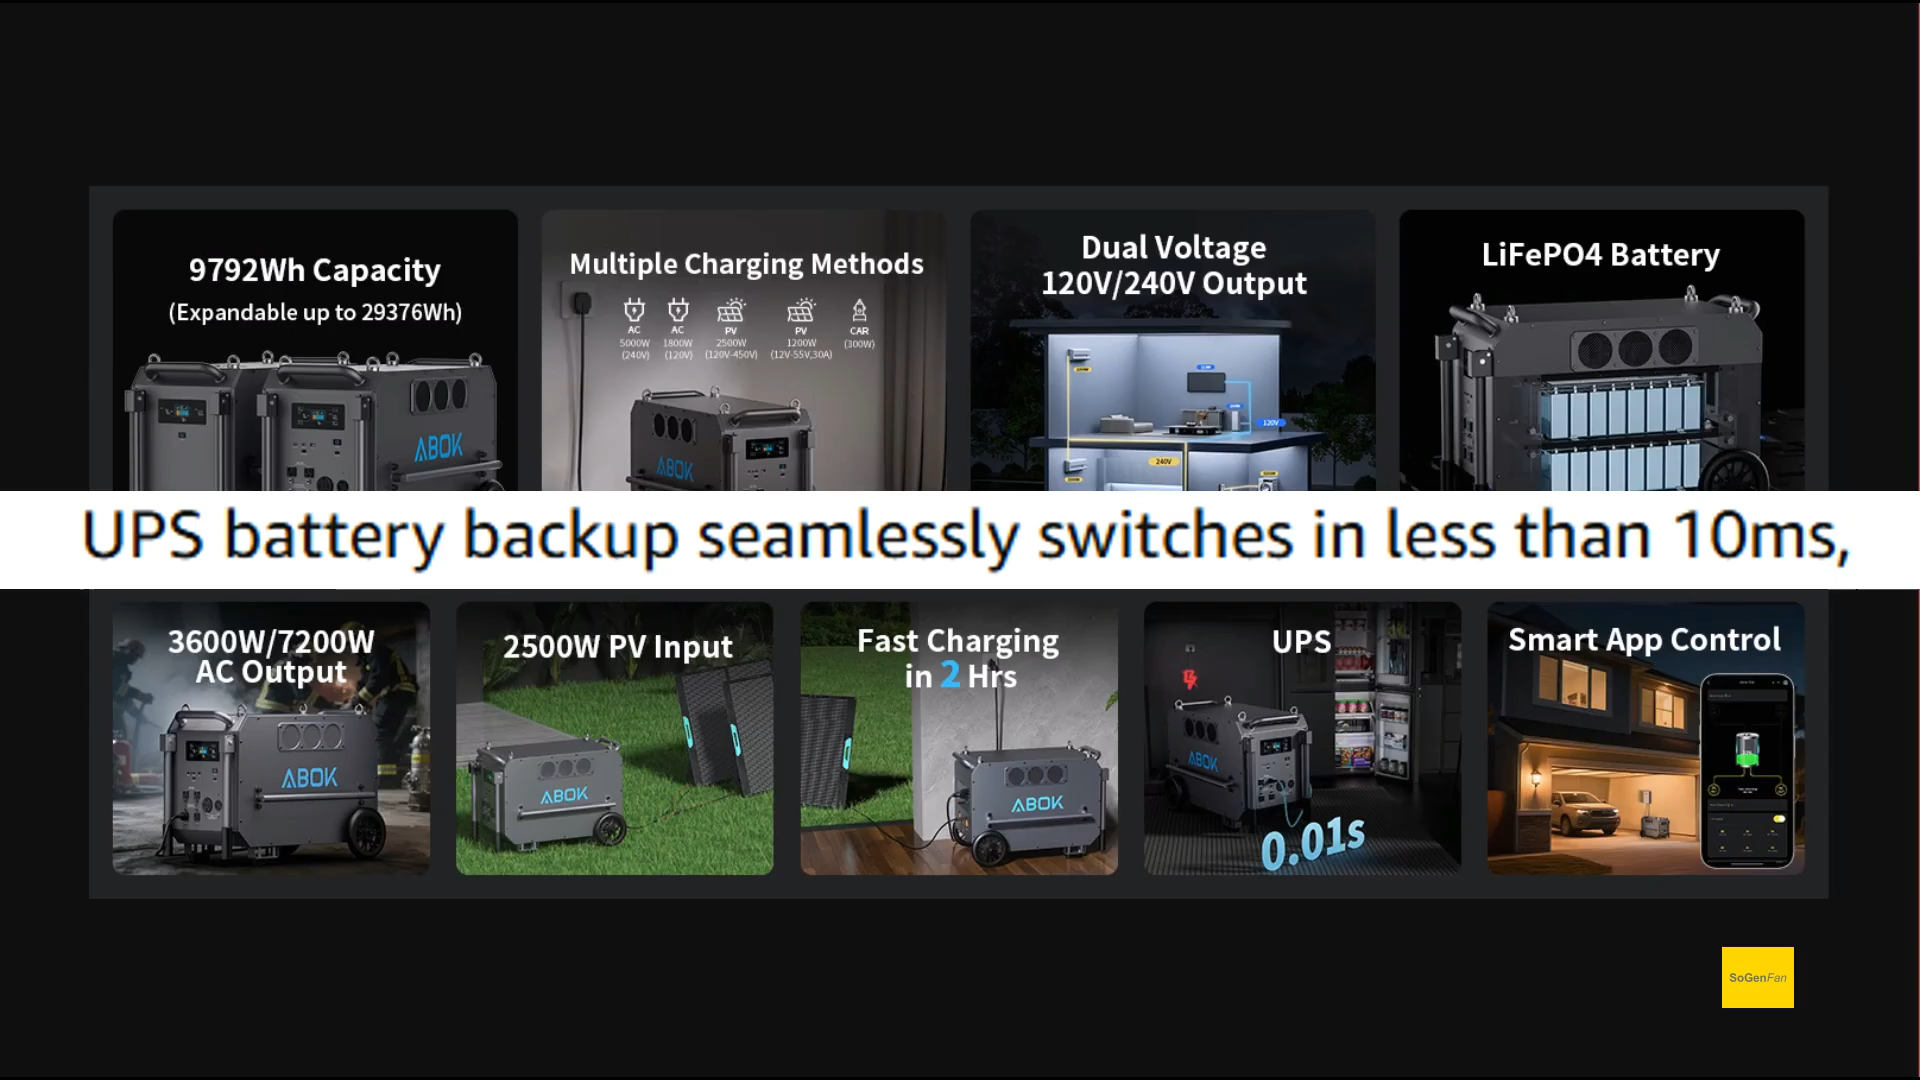 9792Wh Capacity
(Expandable up to 29376Wh)
ABOK
Multiple Charging Methods
AC
5000W
(240V)
AC
1800W
(120V)
PV
2500W
(120V-450V)
PV
1200W
(12V-55V,30A)
CAR
(300W)
ABOK
Dual Voltage
120V/240V Output
120V
240V
LiFePO4 Battery
UPS battery backup seamlessly switches in less than 10ms,
3600W/7200W
AC Output
ABOK
2500W PV Input
ABOK
Fast Charging
in 2 Hrs
ABOK
UPS
ABOK
0.01s
Smart App Control
SoGenFan